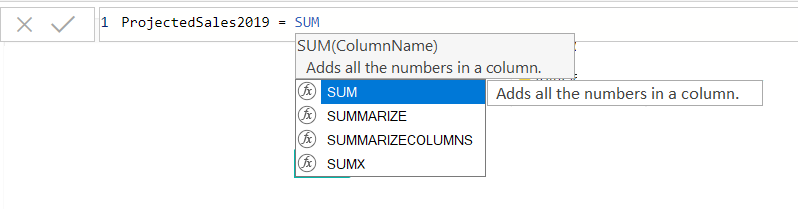 1 ProjectedSales2019 = SUM
SUM(ColumnName)
Adds all the numbers in a column.
SUM
Adds all the numbers in a column.
SUMMARIZE
SUMMARIZECOLUMNS
SUMX